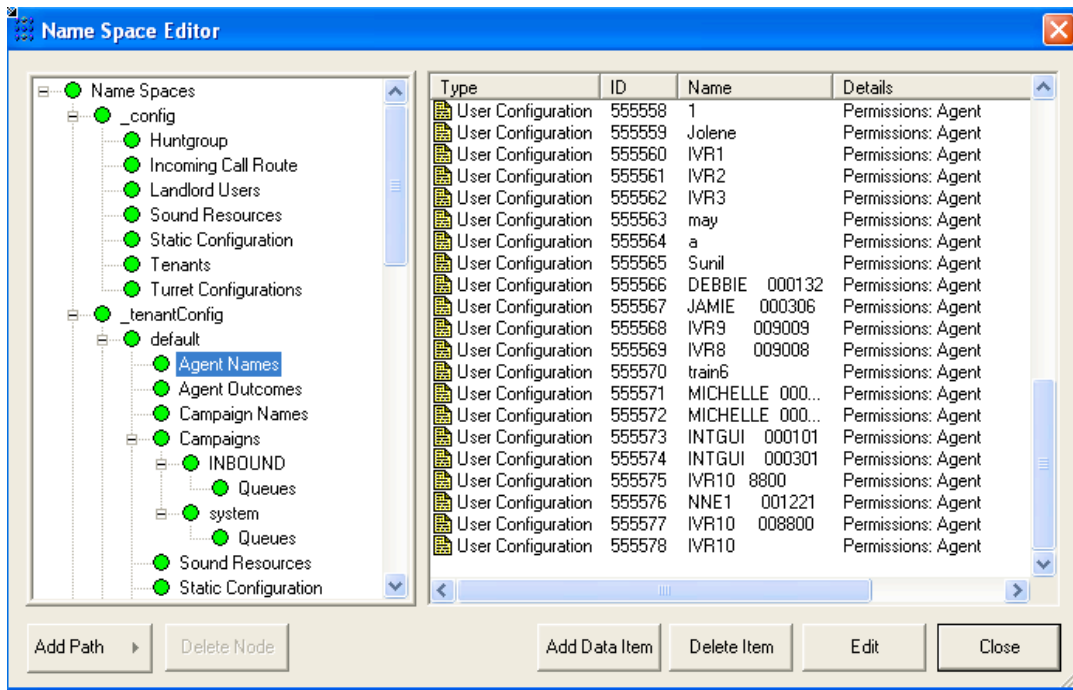 Name Space Editor
Name Spaces
_config
Huntgroup
Incoming Call Route
Landlord Users
Sound Resources
Static Configuration
Tenants
Turret Configurations
_tenantConfig
default
Agent Names
Agent Outcomes
Campaign Names
Campaigns
INBOUND
Queues
system
Queues
Sound Resources
Static Configuration
Type ID Name Details
User Configuration 555558 1 Permissions: Agent
User Configuration 555559 Jolene Permissions: Agent
User Configuration 555560 IVR1 Permissions: Agent
User Configuration 555561 IVR2 Permissions: Agent
User Configuration 555562 IVR3 Permissions: Agent
User Configuration 555563 may Permissions: Agent
User Configuration 555564 a Permissions: Agent
User Configuration 555565 Sunil Permissions: Agent
User Configuration 555566 DEBBIE 000132 Permissions: Agent
User Configuration 555567 JAMIE 000306 Permissions: Agent
User Configuration 555568 IVR9 009009 Permissions: Agent
User Configuration 555569 IVR8 009008 Permissions: Agent
User Configuration 555570 train6 Permissions: Agent
User Configuration 555571 MICHELLE 000... Permissions: Agent
User Configuration 555572 MICHELLE 000... Permissions: Agent
User Configuration 555573 INTGUI 000101 Permissions: Agent
User Configuration 555574 INTGUI 000301 Permissions: Agent
User Configuration 555575 IVR10 8800 Permissions: Agent
User Configuration 555576 NNE1 001221 Permissions: Agent
User Configuration 555577 IVR10 008800 Permissions: Agent
User Configuration 555578 IVR10 Permissions: Agent
Add Path Delete Node Add Data Item Delete Item Edit Close